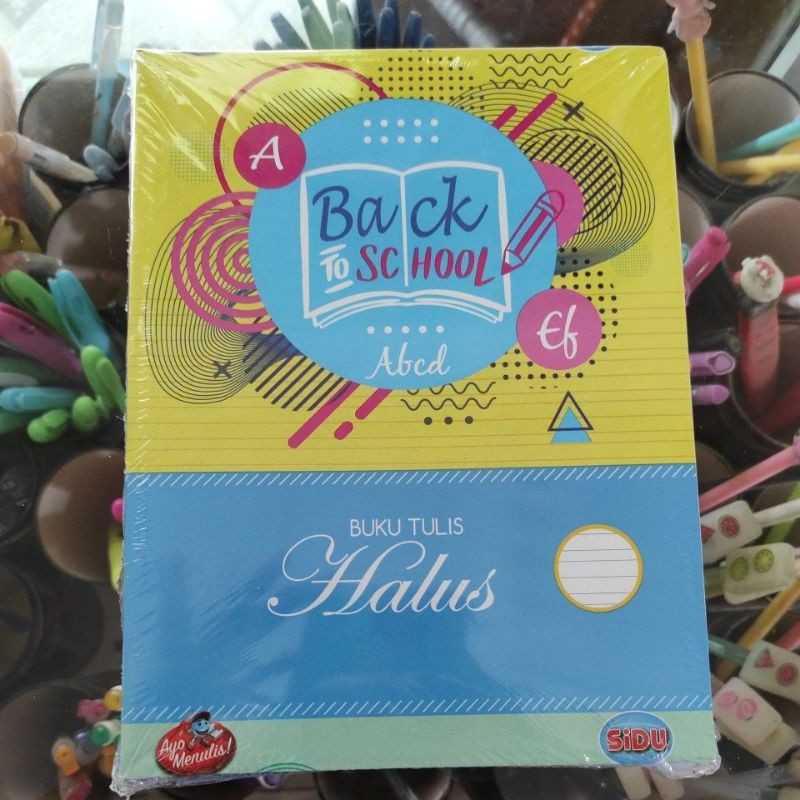 A
Back
To SCHOOL
Ef
Abcd
BUKU TULIS
Halus
Ayo
Menulis!
SiDU